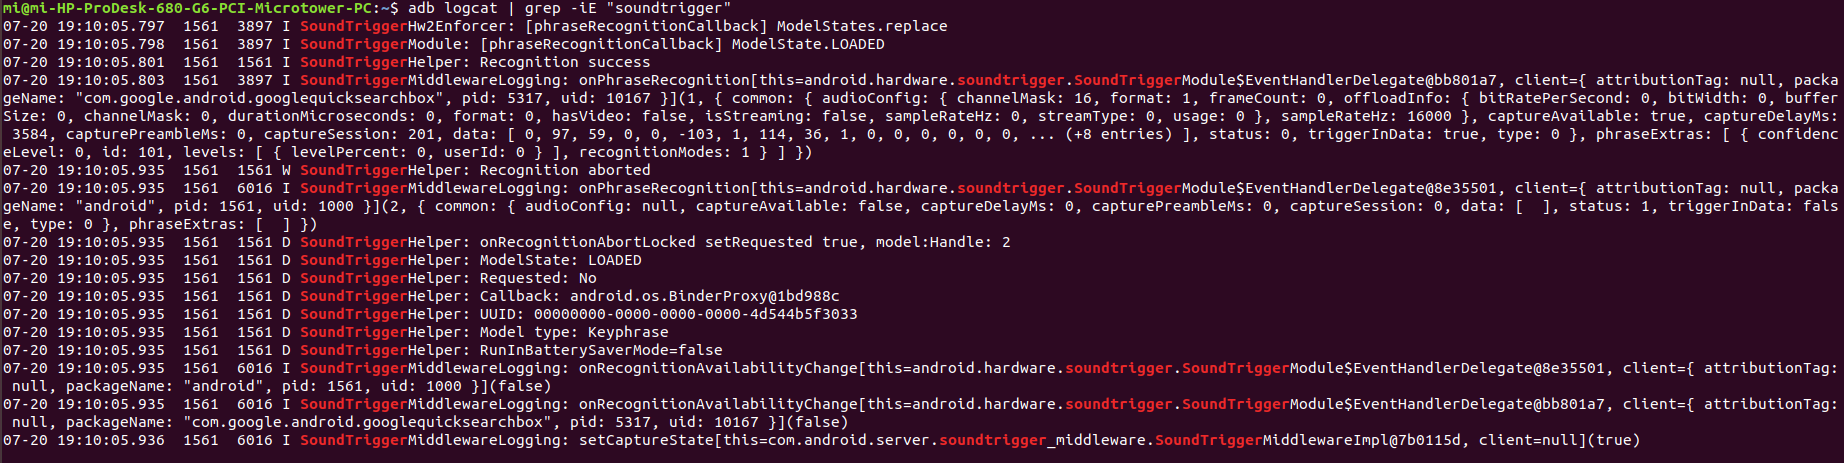 mi@mi-HP-ProDesk-680-G6-PCI-Microtower-PC:~$ adb logcat | grep -iE "soundtrigger"
07-20 19:10:05.797  1561  3897 I SoundTriggerHw2Enforcer: [phraseRecognitionCallback] ModelStates.replace
07-20 19:10:05.798  1561  3897 I SoundTriggerModule: [phraseRecognitionCallback] ModelState.LOADED
07-20 19:10:05.801  1561  1561 I SoundTriggerHelper: Recognition success
07-20 19:10:05.803  1561  3897 I SoundTriggerMiddlewareLogging: onPhraseRecognition[this=android.hardware.soundtrigger.SoundTriggerModule$EventHandlerDelegate@bb801a7, client={ attributionTag: null, packa
geName: "com.google.android.googlequicksearchbox", pid: 5317, uid: 10167 }](1, { common: { audioConfig: { channelMask: 16, format: 1, frameCount: 0, offloadInfo: { bitRatePerSecond: 0, bitWidth: 0, buffer
Size: 0, channelMask: 0, durationMicroseconds: 0, format: 0, hasVideo: false, isStreaming: false, sampleRateHz: 0, streamType: 0, usage: 0 }, sampleRateHz: 16000 }, captureAvailable: true, captureDelayMs:
 3584, capturePreambleMs: 0, captureSession: 201, data: [ 0, 97, 59, 0, 0, -103, 1, 114, 36, 1, 0, 0, 0, 0, 0, 0, ... (+8 entries) ], status: 0, triggerInData: true, type: 0 }, phraseExtras: [ { confiden
ceLevel: 0, id: 101, levels: [ { levelPercent: 0, userId: 0 } ], recognitionModes: 1 } ] })
07-20 19:10:05.935  1561  1561 W SoundTriggerHelper: Recognition aborted
07-20 19:10:05.935  1561  6016 I SoundTriggerMiddlewareLogging: onPhraseRecognition[this=android.hardware.soundtrigger.SoundTriggerModule$EventHandlerDelegate@8e35501, client={ attributionTag: null, packa
geName: "android", pid: 1561, uid: 1000 }](2, { common: { audioConfig: null, captureAvailable: false, captureDelayMs: 0, capturePreambleMs: 0, captureSession: 0, data: [  ], status: 1, triggerInData: fals
e, type: 0 }, phraseExtras: [  ] })
07-20 19:10:05.935  1561  1561 D SoundTriggerHelper: onRecognitionAbortLocked setRequested true, model:Handle: 2
07-20 19:10:05.935  1561  1561 D SoundTriggerHelper: ModelState: LOADED
07-20 19:10:05.935  1561  1561 D SoundTriggerHelper: Requested: No
07-20 19:10:05.935  1561  1561 D SoundTriggerHelper: Callback: android.os.BinderProxy@1bd988c
07-20 19:10:05.935  1561  1561 D SoundTriggerHelper: UUID: 00000000-0000-0000-0000-4d544b5f3033
07-20 19:10:05.935  1561  1561 D SoundTriggerHelper: Model type: Keyphrase
07-20 19:10:05.935  1561  1561 D SoundTriggerHelper: RunInBatterySaverMode=false
07-20 19:10:05.935  1561  6016 I SoundTriggerMiddlewareLogging: onRecognitionAvailabilityChange[this=android.hardware.soundtrigger.SoundTriggerModule$EventHandlerDelegate@8e35501, client={ attributionTag:
 null, packageName: "android", pid: 1561, uid: 1000 }](false)
07-20 19:10:05.935  1561  6016 I SoundTriggerMiddlewareLogging: onRecognitionAvailabilityChange[this=android.hardware.soundtrigger.SoundTriggerModule$EventHandlerDelegate@bb801a7, client={ attributionTag:
 null, packageName: "com.google.android.googlequicksearchbox", pid: 5317, uid: 10167 }](false)
07-20 19:10:05.936  1561  6016 I SoundTriggerMiddlewareLogging: setCaptureState[this=com.android.server.soundtrigger_middleware.SoundTriggerMiddlewareImpl@7b0115d, client=null](true)